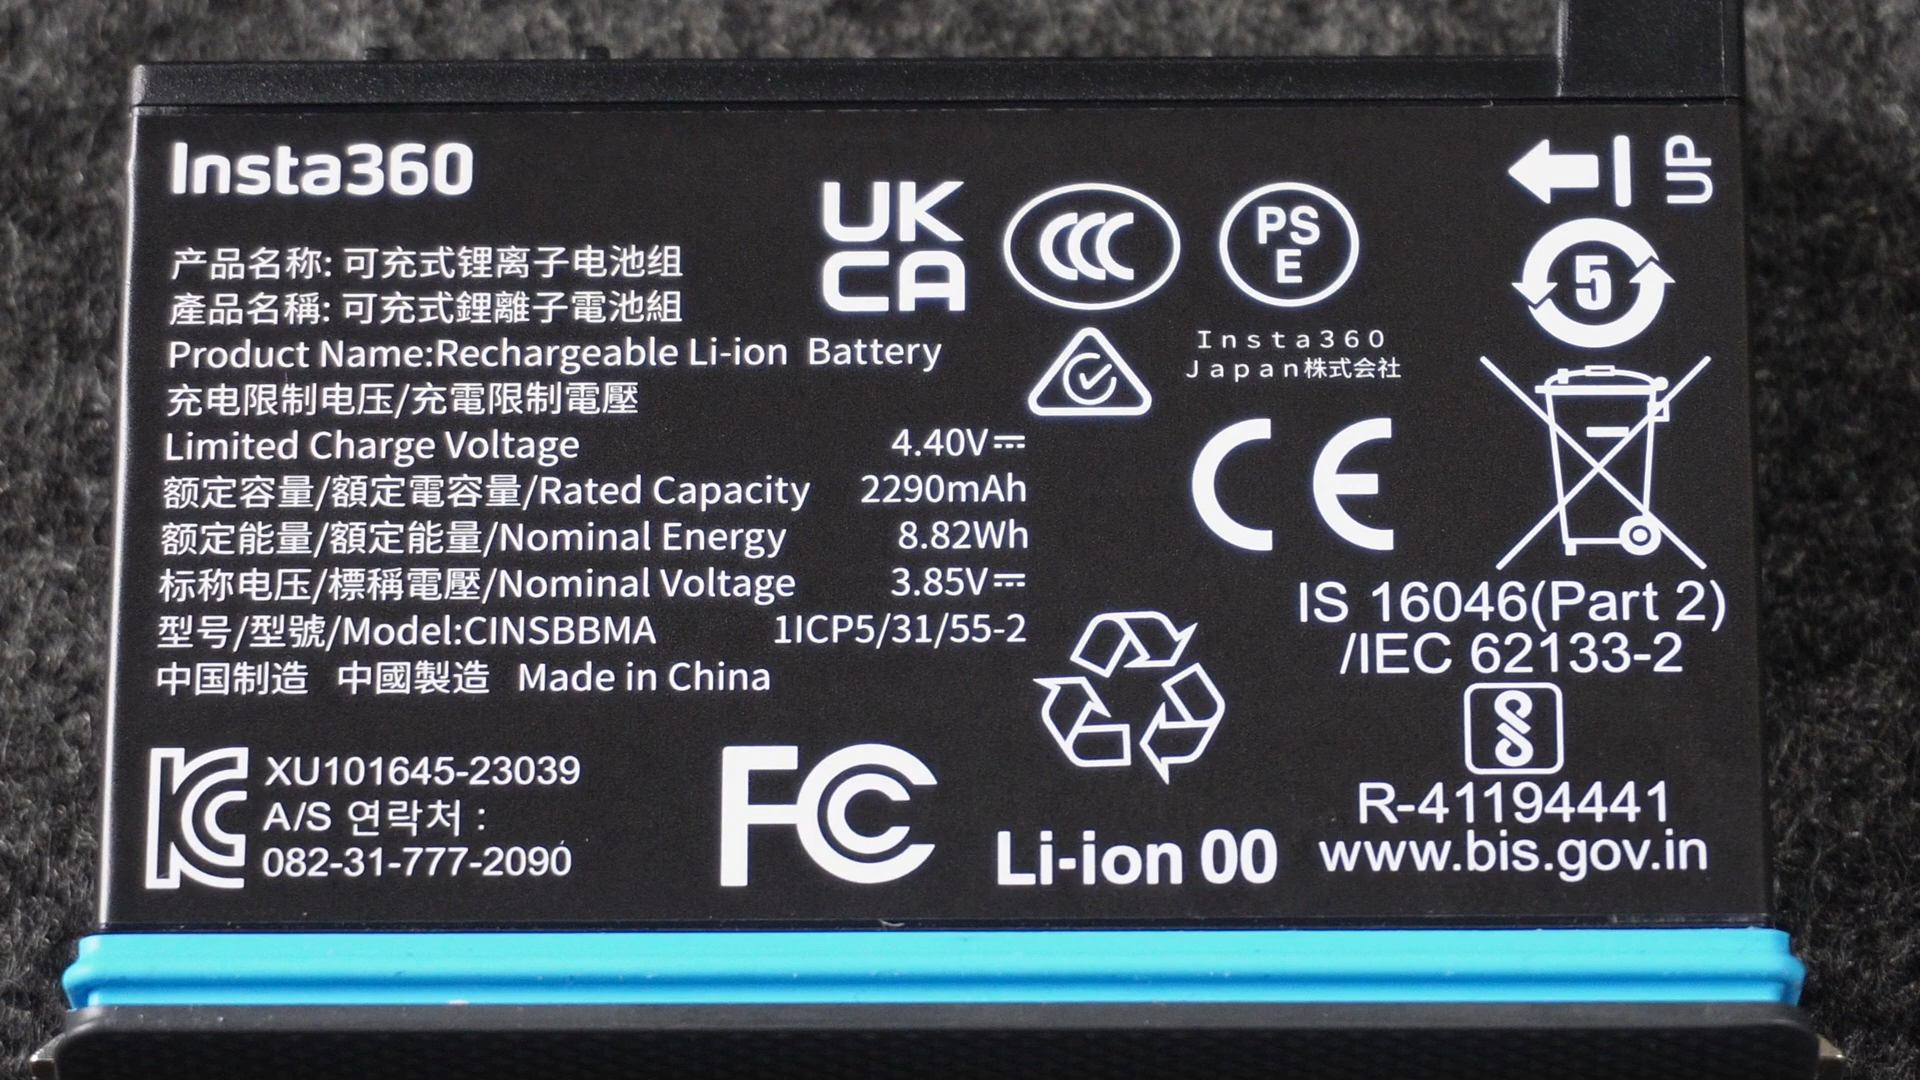 Insta360
产品名称: 可充式锂离子电池组
產品名稱: 可充式鋰離子電池組
Product Name:Rechargeable Li-ion Battery
充电限制电压/充電限制電壓
Limited Charge Voltage 4.40V⎓
额定容量/額定電容量/Rated Capacity 2290mAh
额定能量/額定能量/Nominal Energy 8.82Wh
标称电压/標稱電壓/Nominal Voltage 3.85V⎓
型号/型號/Model:CINSBBMA 1ICP5/31/55-2
中国制造 中國製造 Made in China
UK
CA
CCC
PS
E
Insta360
Japan株式会社
CE
UP
5
IS 16046(Part 2)
/IEC 62133-2
R-41194441
www.bis.gov.in
KC
XU101645-23039
A/S 연락처 :
082-31-777-2090
FC
Li-ion 00